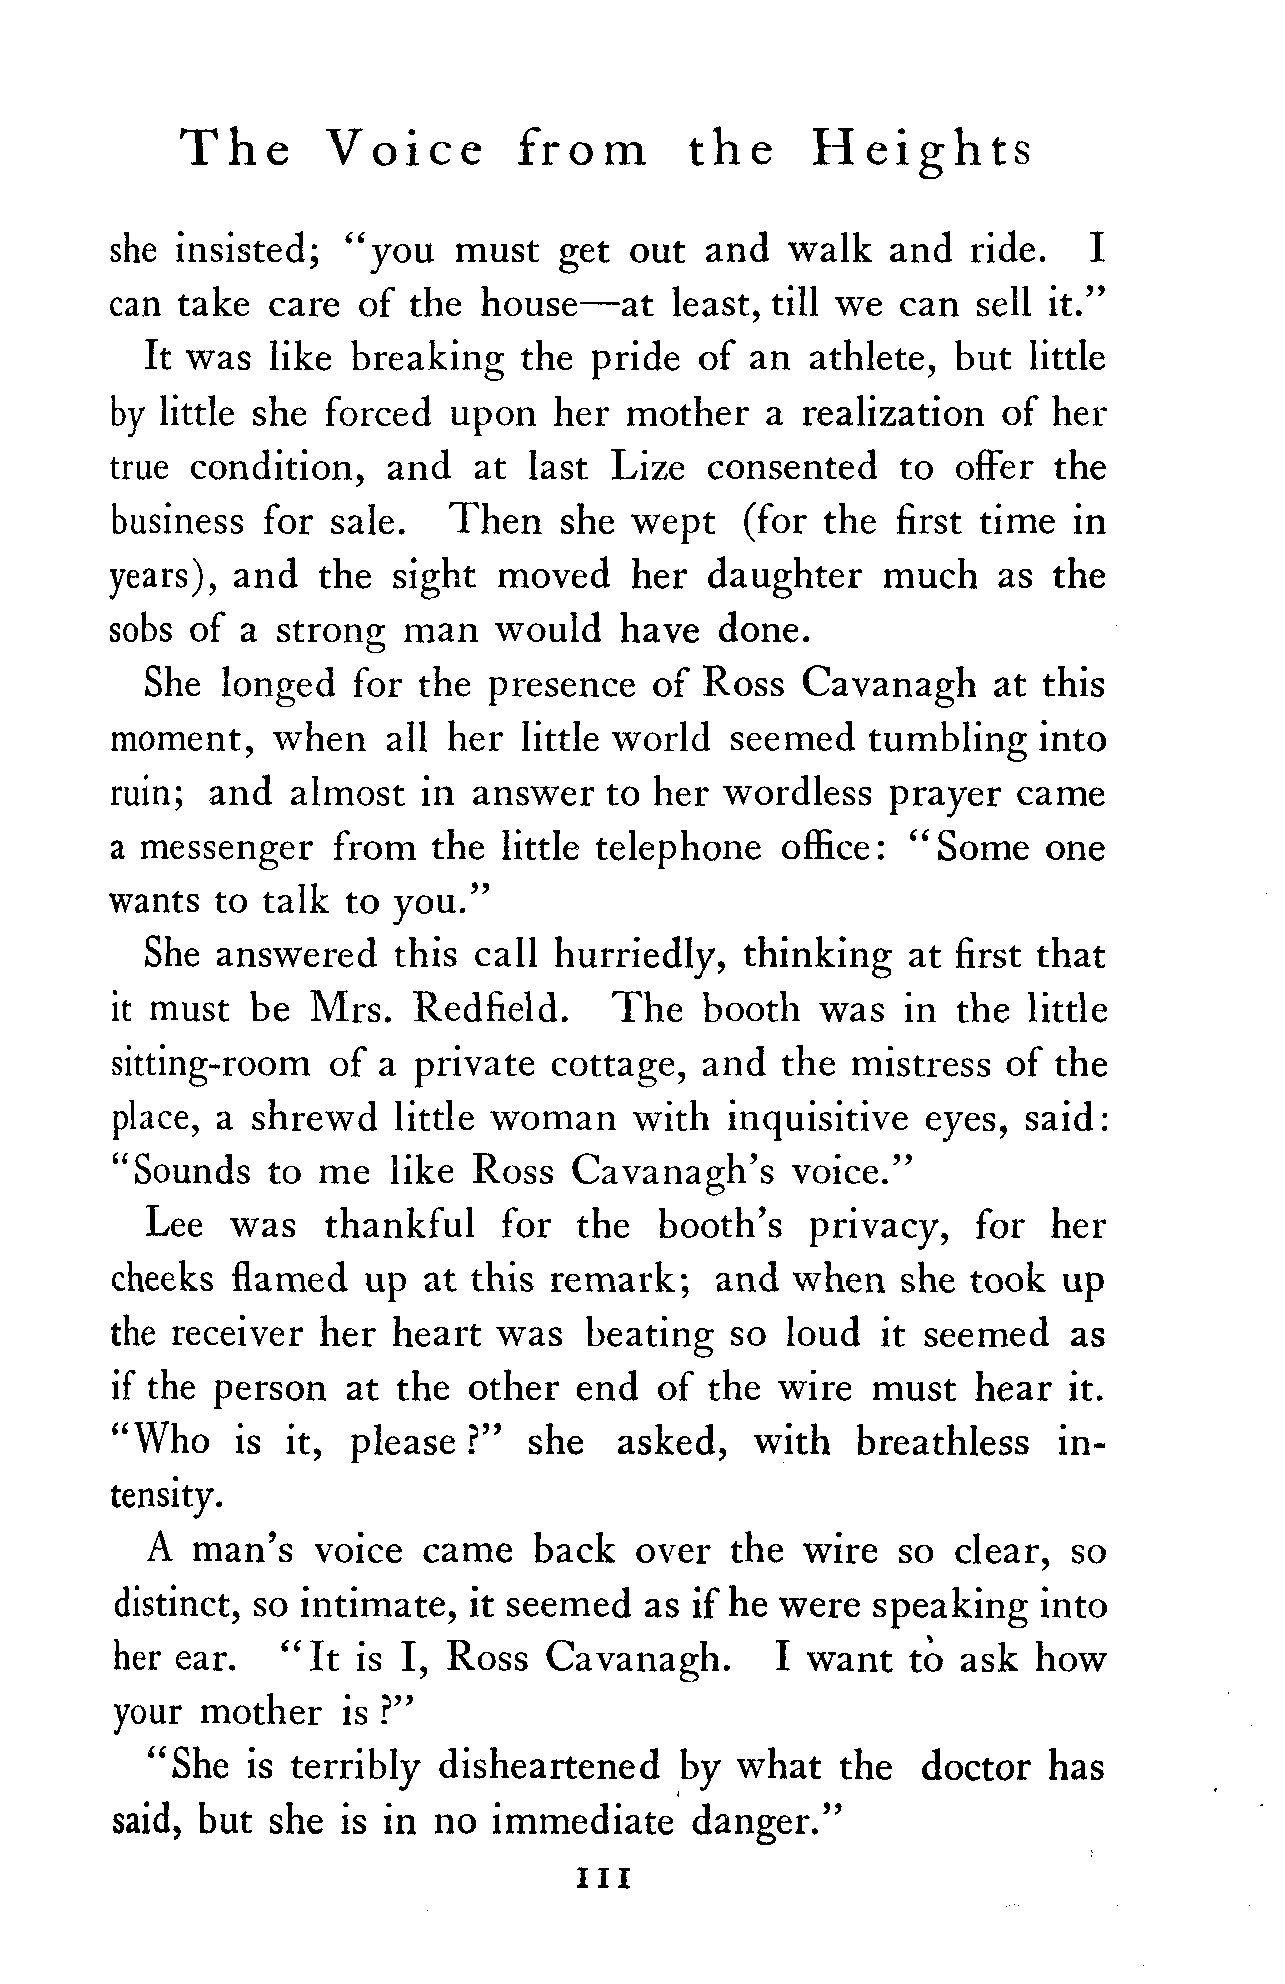 The Voice from the Heights
she insisted; "you must get out and walk and ride. I
can take care of the house—at least, till we can sell it."
It was like breaking the pride of an athlete, but little
by little she forced upon her mother a realization of her
true condition, and at last Lize consented to offer the
business for sale. Then she wept (for the first time in
years), and the sight moved her daughter much as the
sobs of a strong man would have done.
She longed for the presence of Ross Cavanagh at this
moment, when all her little world seemed tumbling into
ruin; and almost in answer to her wordless prayer came
a messenger from the little telephone office: "Some one
wants to talk to you."
She answered this call hurriedly, thinking at first that
it must be Mrs. Redfield. The booth was in the little
sitting-room of a private cottage, and the mistress of the
place, a shrewd little woman with inquisitive eyes, said:
"Sounds to me like Ross Cavanagh's voice."
Lee was thankful for the booth's privacy, for her
cheeks flamed up at this remark; and when she took up
the receiver her heart was beating so loud it seemed as
if the person at the other end of the wire must hear it.
"Who is it, please?" she asked, with breathless in-
tensity.
A man's voice came back over the wire so clear, so
distinct, so intimate, it seemed as if he were speaking into
her ear. "It is I, Ross Cavanagh. I want to ask how
your mother is?"
"She is terribly disheartened by what the doctor has
said, but she is in no immediate danger."
111